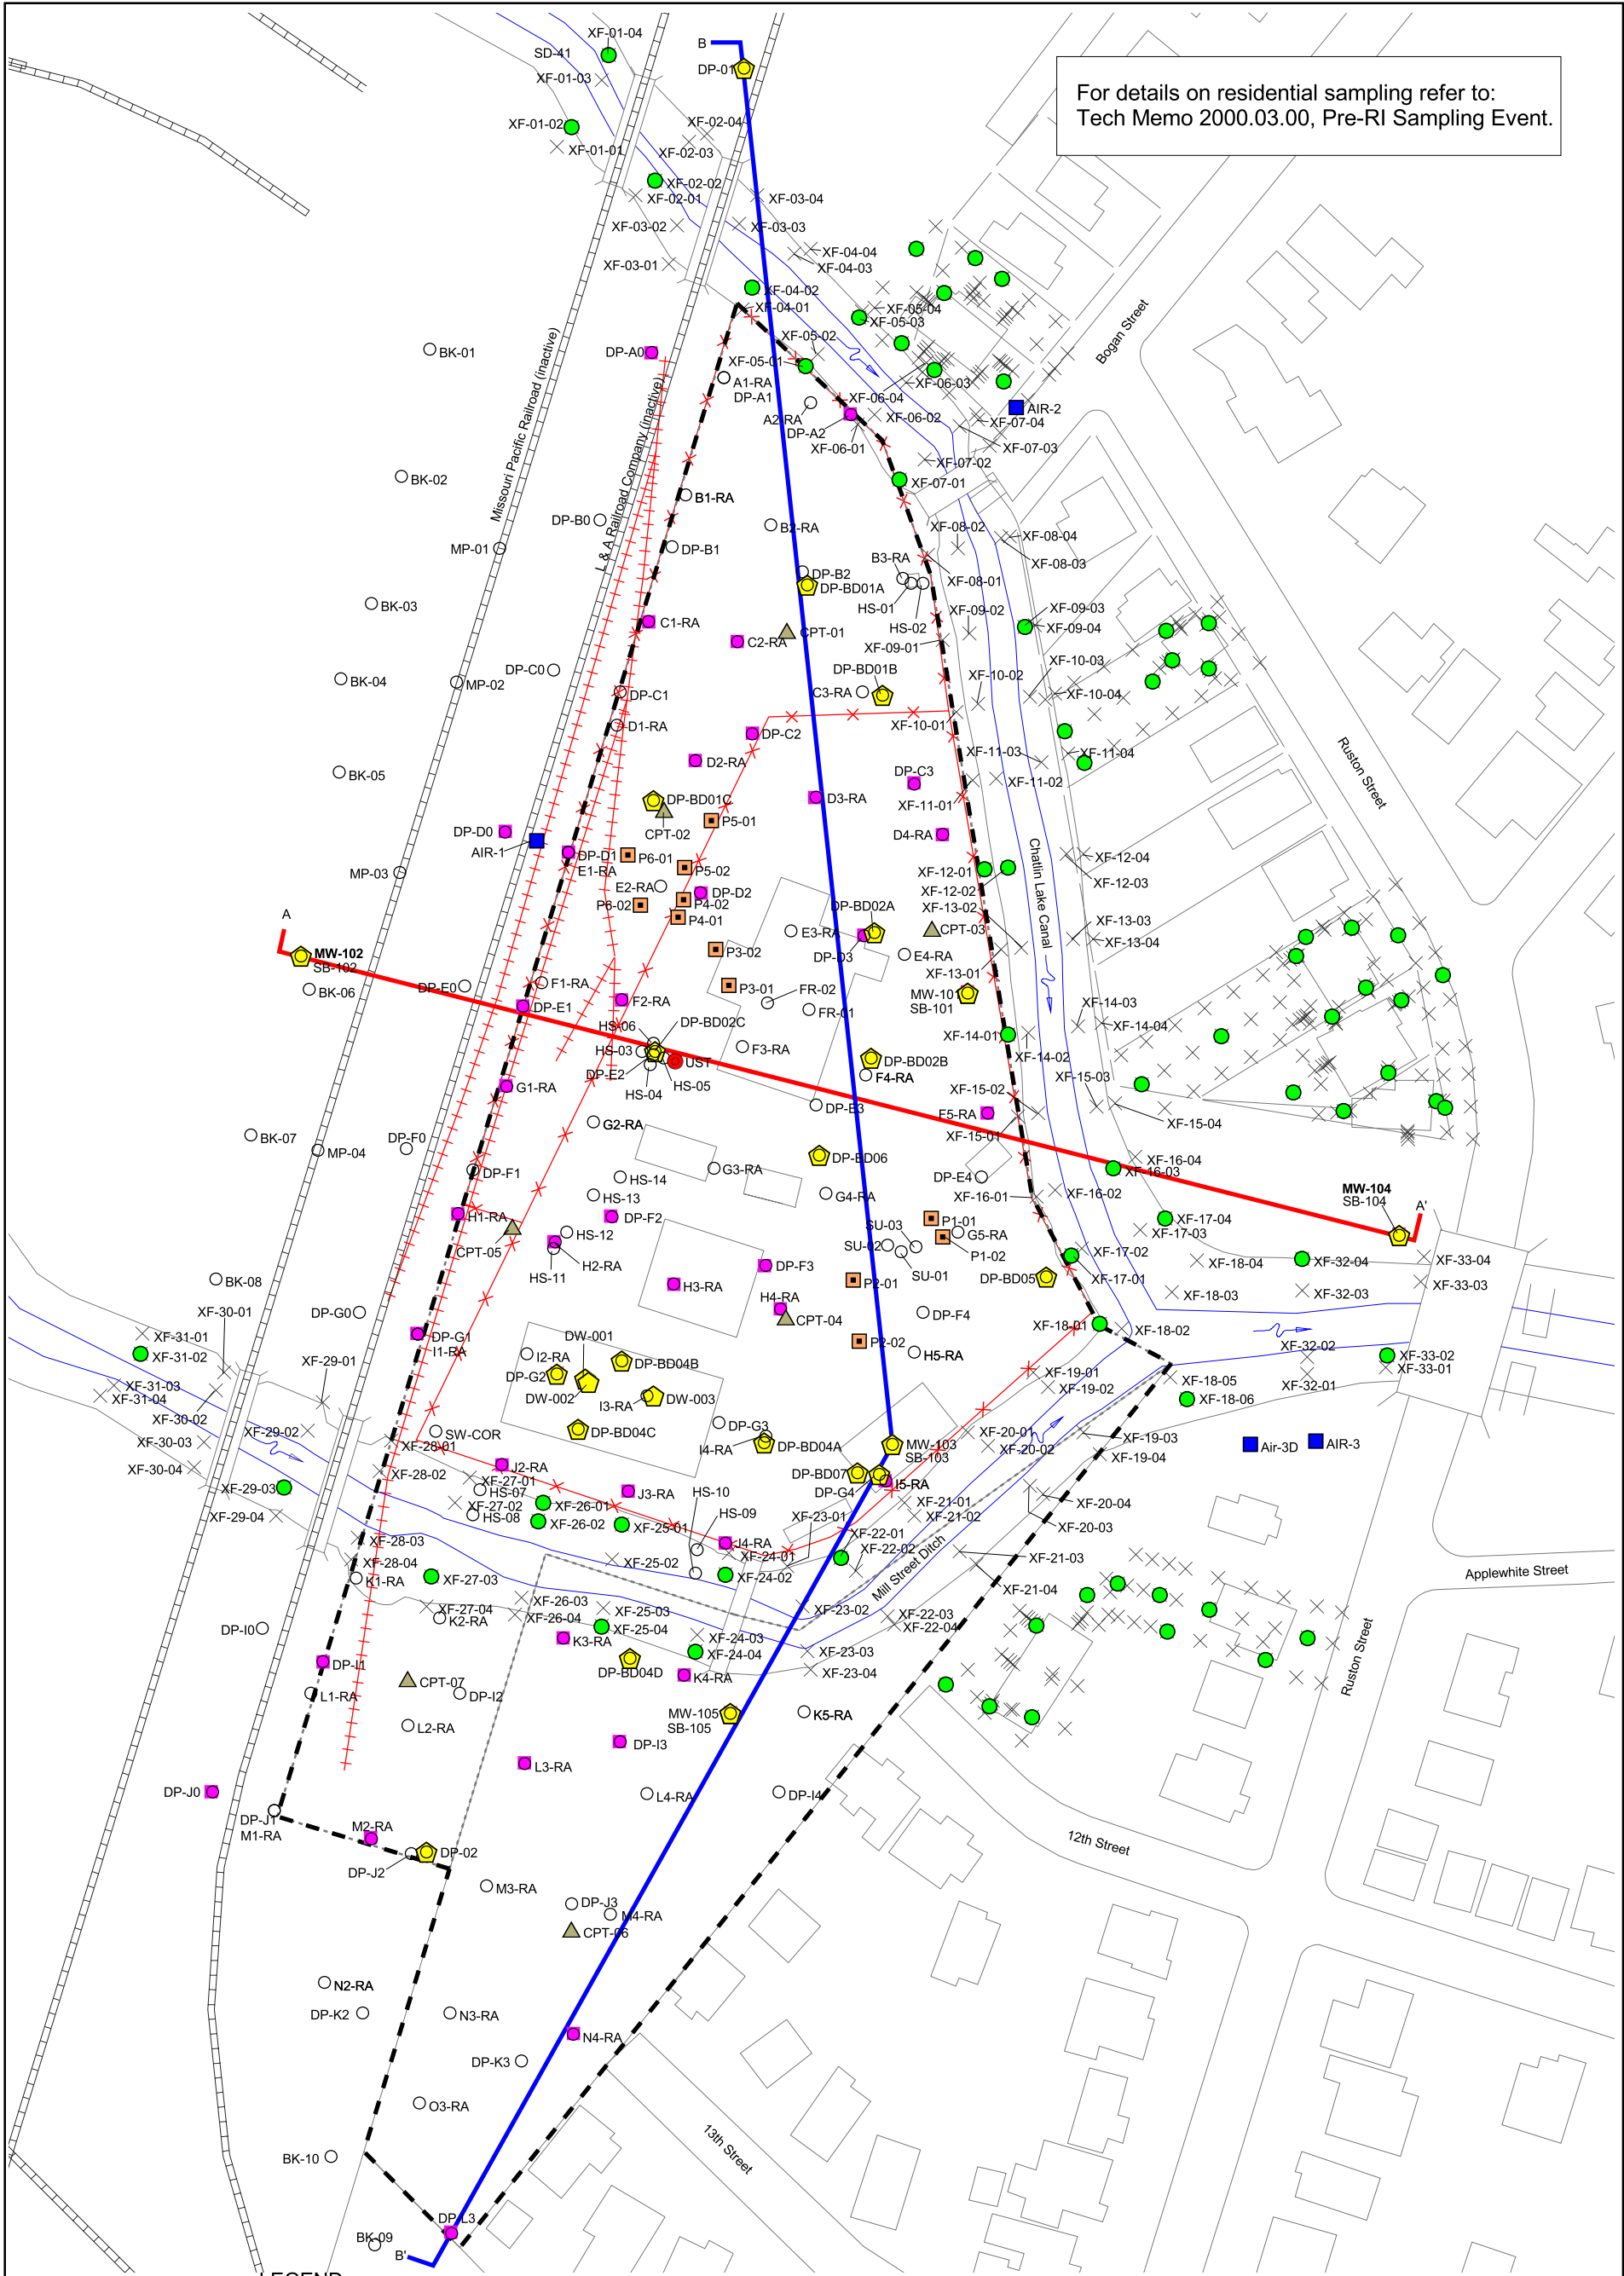 XF-01-04
SD-41
B
DP-01
XF-01-03
For details on residential sampling refer to:
Tech Memo 2000.03.00, Pre-RI Sampling Event.
XF-01-02
XF-02-04
XF-01-01
XF-02-03
XF-02-02
XF-02-01
XF-03-04
XF-03-02
XF-03-03
XF-04-04
XF-04-03
XF-03-01
XF-04-02
XF-04-01
XF-05-04
XF-05-03
Bogan Street
XF-05-02
BK-01
DP-A0
XF-05-01
Missouri Pacific Railroad (inactive)
L & A Railroad Company (inactive)
A1-RA
DP-A1
XF-06-03
XF-06-04
A2-RA
AIR-2
XF-06-02
XF-07-04
DP-A2
XF-06-01
XF-07-03
XF-07-02
BK-02
XF-07-01
B1-RA
DP-B0
B2-RA
XF-08-02
XF-08-04
MP-01
DP-B1
B3-RA
XF-08-03
DP-B2
XF-08-01
DP-BD01A
BK-03
HS-01
XF-09-02
XF-09-03
C1-RA
HS-02
XF-09-04
CPT-01
C2-RA
XF-09-01
DP-C0
DP-BD01B
XF-10-03
BK-04
MP-02
XF-10-02
DP-C1
C3-RA
XF-10-04
D1-RA
XF-10-01
DP-C2
XF-11-03
XF-11-04
D2-RA
BK-05
DP-C3
XF-11-02
Ruston Street
DP-BD01C
D3-RA
XF-11-01
P5-01
DP-D0
CPT-02
D4-RA
AIR-1
DP-D1
P6-01
E1-RA
P5-02
XF-12-04
MP-03
XF-12-01
XF-12-03
E2-RA
DP-D2
XF-12-02
P4-02
P6-02
P4-01
DP-BD02A
XF-13-02
A
Chatlin Lake Canal
XF-13-03
E3-RA
CPT-03
XF-13-04
MW-102
SB-102
P3-02
DP-D3
E4-RA
XF-13-01
BK-06
DP-E0
F1-RA
P3-01
MW-101
SB-101
FR-02
F2-RA
DP-E1
FR-01
XF-14-03
HS-06
DP-BD02C
XF-14-04
XF-14-01
HS-03
F3-RA
XF-14-02
UST
DP-BD02B
DP-E2
HS-05
F4-RA
XF-15-03
G1-RA
HS-04
XF-15-02
DP-E3
F5-RA
G2-RA
XF-15-04
BK-07
XF-15-01
DP-F0
MP-04
DP-BD06
XF-16-04
DP-F1
G3-RA
XF-16-03
HS-14
DP-E4
HS-13
G4-RA
XF-16-01
XF-16-02
MW-104
SB-104
A'
H1-RA
DP-F2
P1-01
XF-17-04
SU-03
G5-RA
XF-17-03
HS-12
SU-02
P1-02
XF-17-02
CPT-05
H2-RA
DP-F3
SU-01
XF-18-04
XF-32-04
XF-33-04
HS-11
DP-BD05
XF-17-01
BK-08
H3-RA
P2-01
XF-33-03
XF-18-03
XF-32-03
XF-30-01
DP-G0
H4-RA
DP-F4
CPT-04
XF-18-01
XF-18-02
XF-31-01
DP-G1
I1-RA
DW-001
P2-02
XF-32-02
XF-31-02
XF-29-01
I2-RA
DP-BD04B
H5-RA
XF-33-02
XF-33-01
DP-G2
XF-19-01
XF-18-05
XF-31-03
XF-32-01
XF-31-04
DW-002
XF-19-02
DW-003
XF-18-06
I3-RA
XF-30-02
XF-29-02
SW-COR
DP-BD04C
DP-G3
XF-20-01
XF-19-03
XF-30-03
XF-28-01
I4-RA
DP-BD04A
MW-103
SB-103
XF-20-02
Air-3D
AIR-3
XF-19-04
XF-30-04
XF-28-02
J2-RA
DP-BD07
XF-27-01
DP-G4
I5-RA
XF-29-03
HS-07
J3-RA
HS-10
XF-21-01
XF-20-04
XF-27-02
XF-26-01
XF-29-04
HS-08
HS-09
XF-23-01
XF-21-02
XF-26-02
XF-25-01
XF-20-03
XF-28-03
J4-RA
XF-22-01
XF-28-04
XF-25-02
XF-24-01
XF-22-02
XF-21-03
K1-RA
XF-27-03
XF-24-02
Mill Street Ditch
Applewhite Street
XF-21-04
XF-26-03
XF-27-04
XF-25-03
XF-23-02
XF-22-03
K2-RA
XF-26-04
XF-22-04
DP-I0
XF-25-04
K3-RA
XF-24-03
XF-24-04
XF-23-03
DP-I1
DP-BD04D
K4-RA
XF-23-04
Ruston Street
CPT-07
L1-RA
DP-I2
MW-105
SB-105
K5-RA
L2-RA
DP-I3
L3-RA
DP-J0
L4-RA
DP-I4
DP-J1
M1-RA
M2-RA
12th Street
DP-02
DP-J2
M3-RA
DP-J3
M4-RA
CPT-06
N2-RA
DP-K2
N3-RA
N4-RA
DP-K3
O3-RA
13th Street
BK-10
DP-L3
BK-09
B'
LEGEND